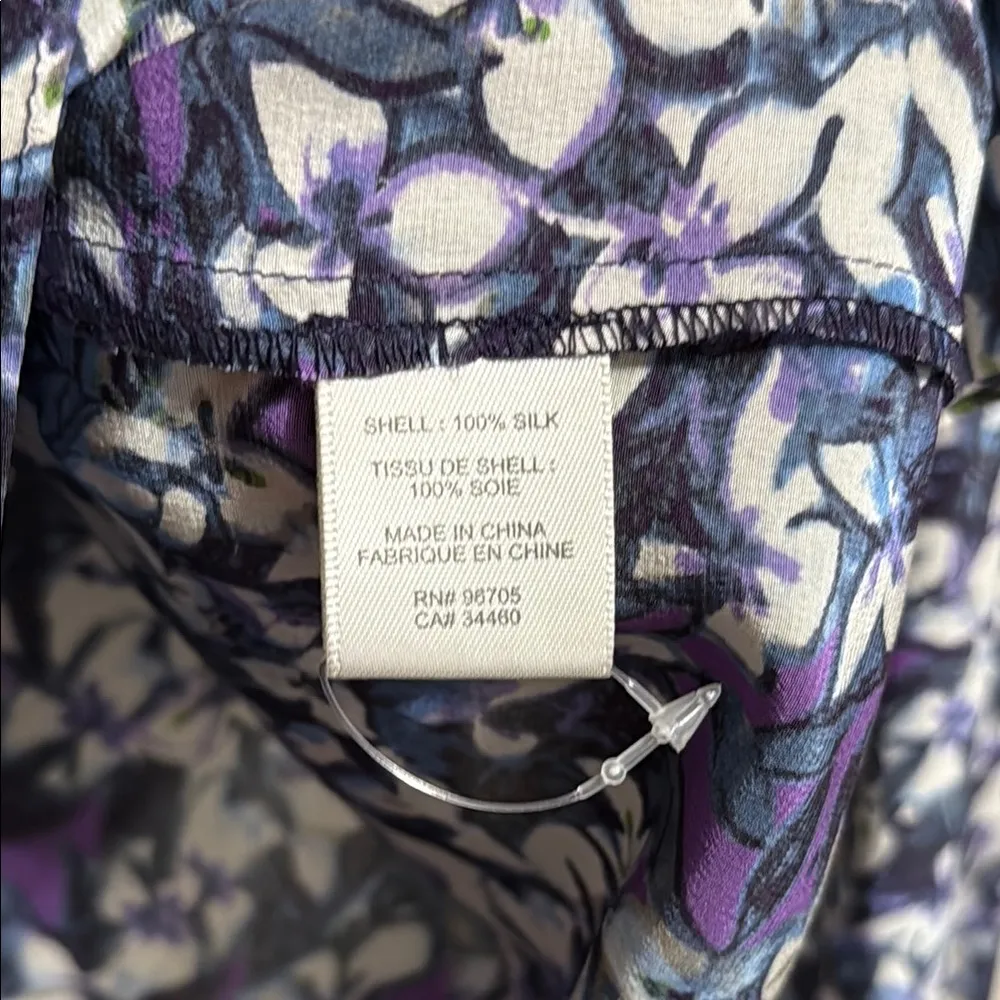 SHELL : 100% SILK
TISSU DE SHELL :
100% SOIE
MADE IN CHINA
FABRIQUE EN CHINE
RN# 96705
CA# 34460